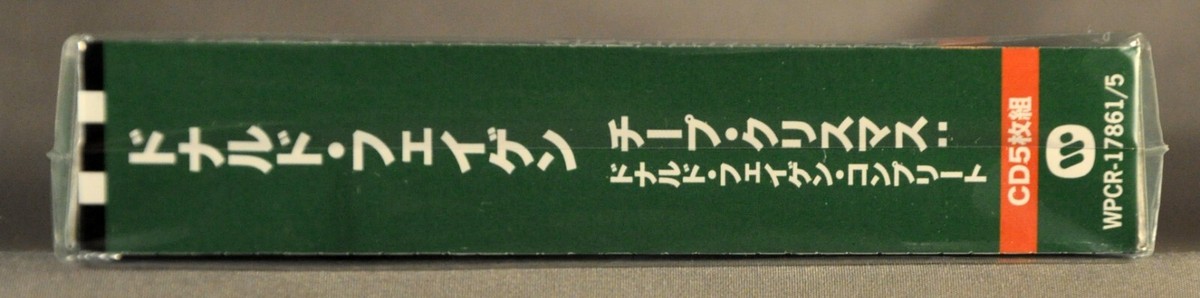 ドナルド・フェイゲン
チープ・クリスマス：
ドナルド・フェイゲン・コンプリート
CD5枚組
WPCR-17861/5